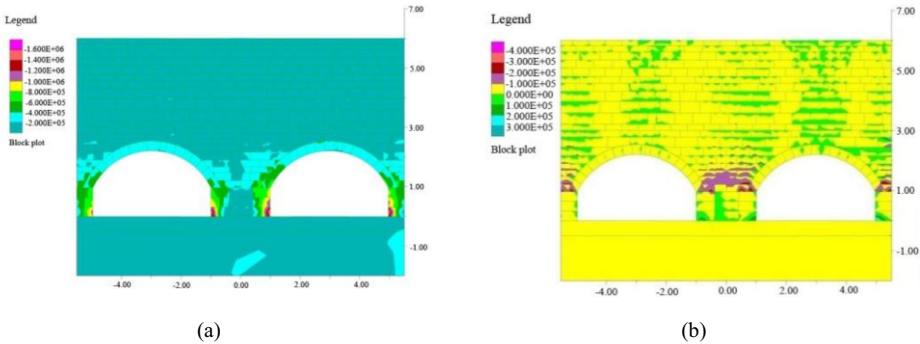 Legend
-1.600E+06
-1.400E+06
-1.200E+06
-1.000E+06
-8.000E+05
-6.000E+05
-4.000E+05
-2.000E+05
Block plot
7.00
5.00
3.00
1.00
-1.00
-4.00 -2.00 0.00 2.00 4.00
(a)
Legend
-4.000E+05
-3.000E+05
-2.000E+05
-1.000E+05
0.000E+00
1.000E+05
2.000E+05
3.000E+05
Block plot
7.00
5.00
3.00
1.00
-1.00
-4.00 -2.00 0.00 2.00 4.00
(b)